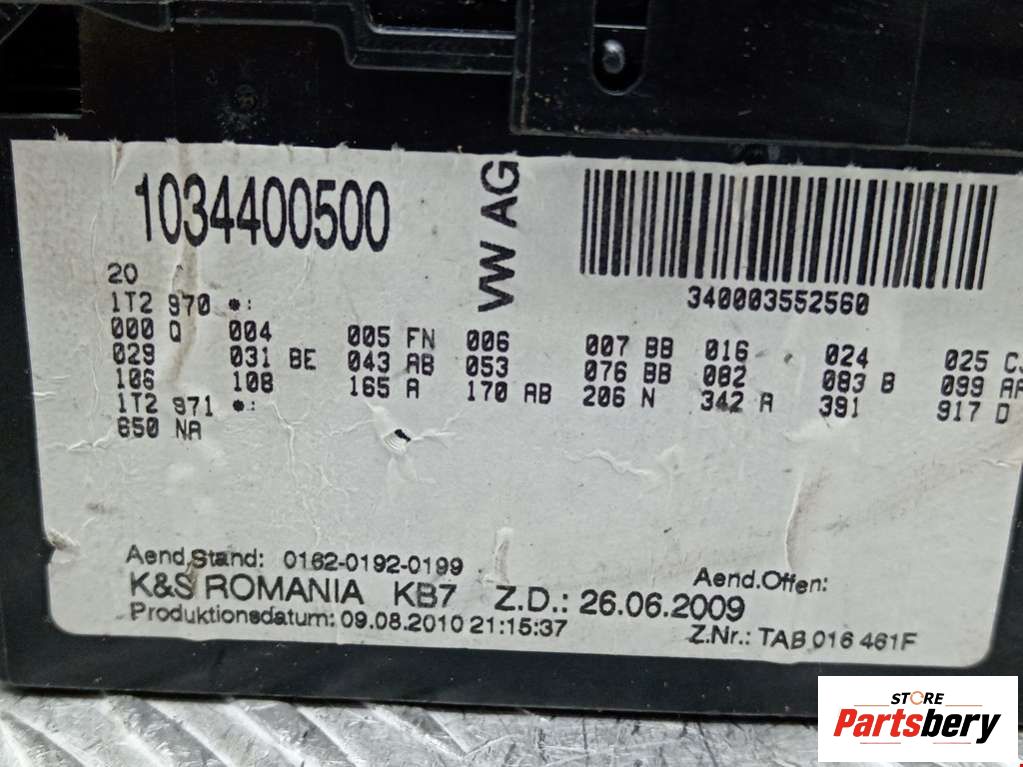 1034400500
VW AG
340003552560
20
1T2 970 *:
000 Q 004 005 FN 006 007 BB 016 024 025 CJ
029 031 BE 043 AB 053 076 BB 082 083 B 099
106 108 165 A 170 AB 206 N 342 A 391 917 D
1T2 971 *:
650 NA
Aend.Stand: 0162-0192-0199
Aend.Offen:
K&S ROMANIA KB7 Z.D.: 26.06.2009
Produktionsdatum: 09.08.2010 21:15:37
Z.Nr.: TAB 016 461F
STORE
Partsbery